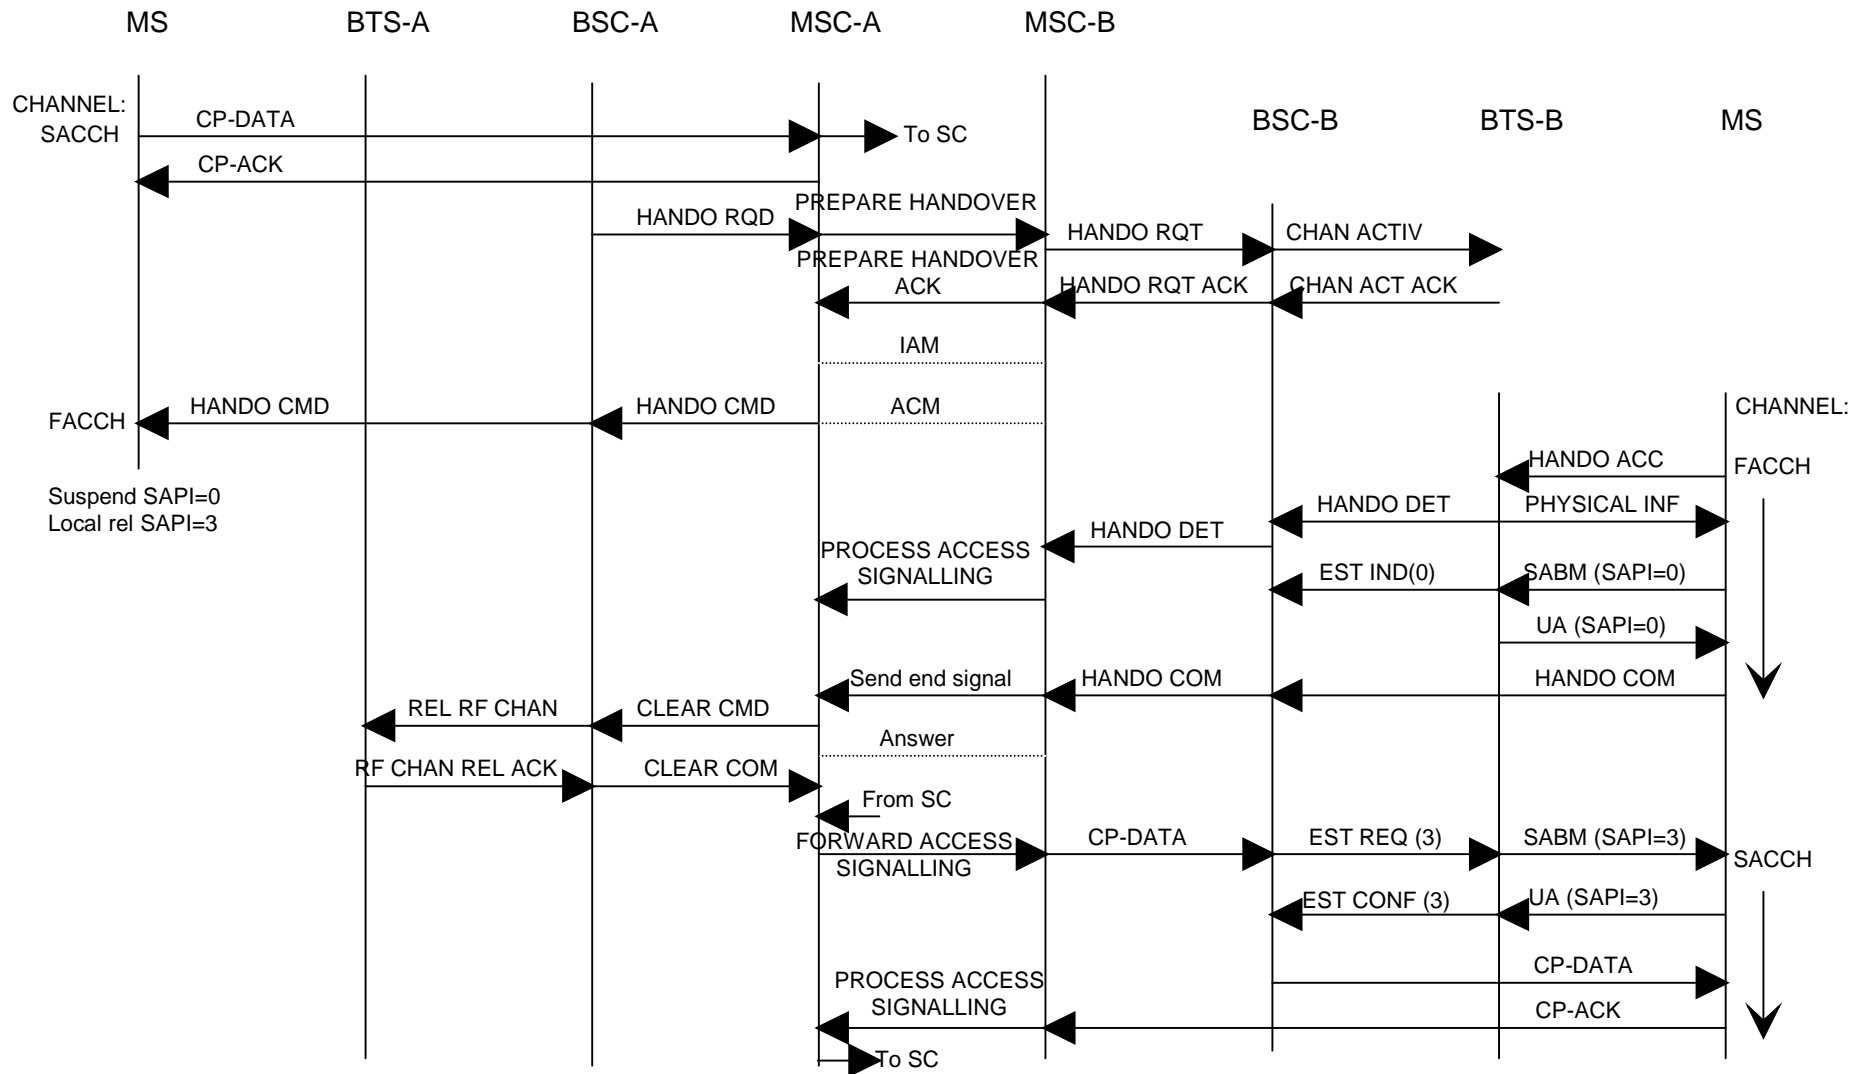 MS BTS-A BSC-A MSC-A MSC-B
BSC-B BTS-B MS
CHANNEL:
SACCH
CP-DATA
To SC
CP-ACK
HANDO RQD
PREPARE HANDOVER
HANDO RQT
CHAN ACTIV
PREPARE HANDOVER
ACK
HANDO RQT ACK
CHAN ACT ACK
IAM
FACCH
HANDO CMD
HANDO CMD
ACM
CHANNEL:
Suspend SAPI=0
Local rel SAPI=3
HANDO ACC
FACCH
HANDO DET
PHYSICAL INF
HANDO DET
PROCESS ACCESS
SIGNALLING
EST IND(0)
SABM (SAPI=0)
UA (SAPI=0)
Send end signal
HANDO COM
HANDO COM
REL RF CHAN
CLEAR CMD
Answer
RF CHAN REL ACK
CLEAR COM
From SC
FORWARD ACCESS
SIGNALLING
CP-DATA
EST REQ (3)
SABM (SAPI=3)
SACCH
EST CONF (3)
UA (SAPI=3)
CP-DATA
PROCESS ACCESS
SIGNALLING
CP-ACK
To SC